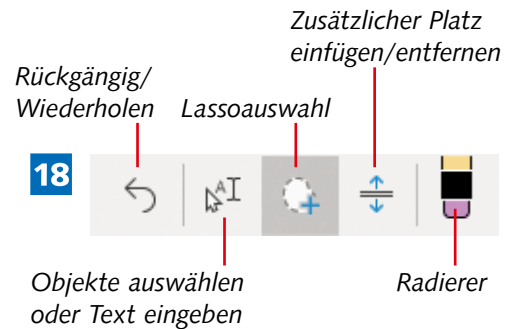 Zusätzlicher Platz
einfügen/entfernen
Rückgängig/
Wiederholen
Lassoauswahl
18
A
Objekte auswählen
oder Text eingeben
Radierer